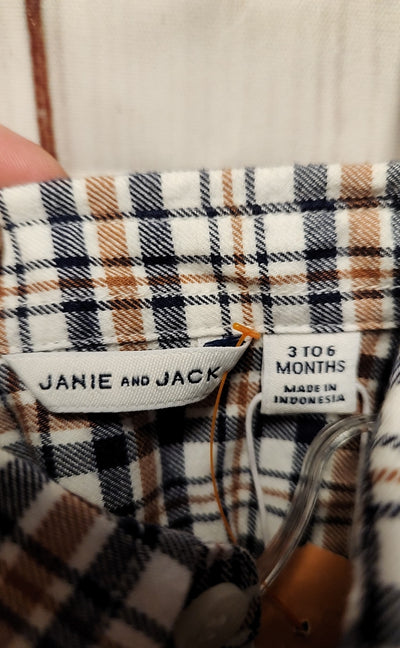 JANIE AND JACK
3 TO 6
MONTHS
MADE IN
INDONESIA